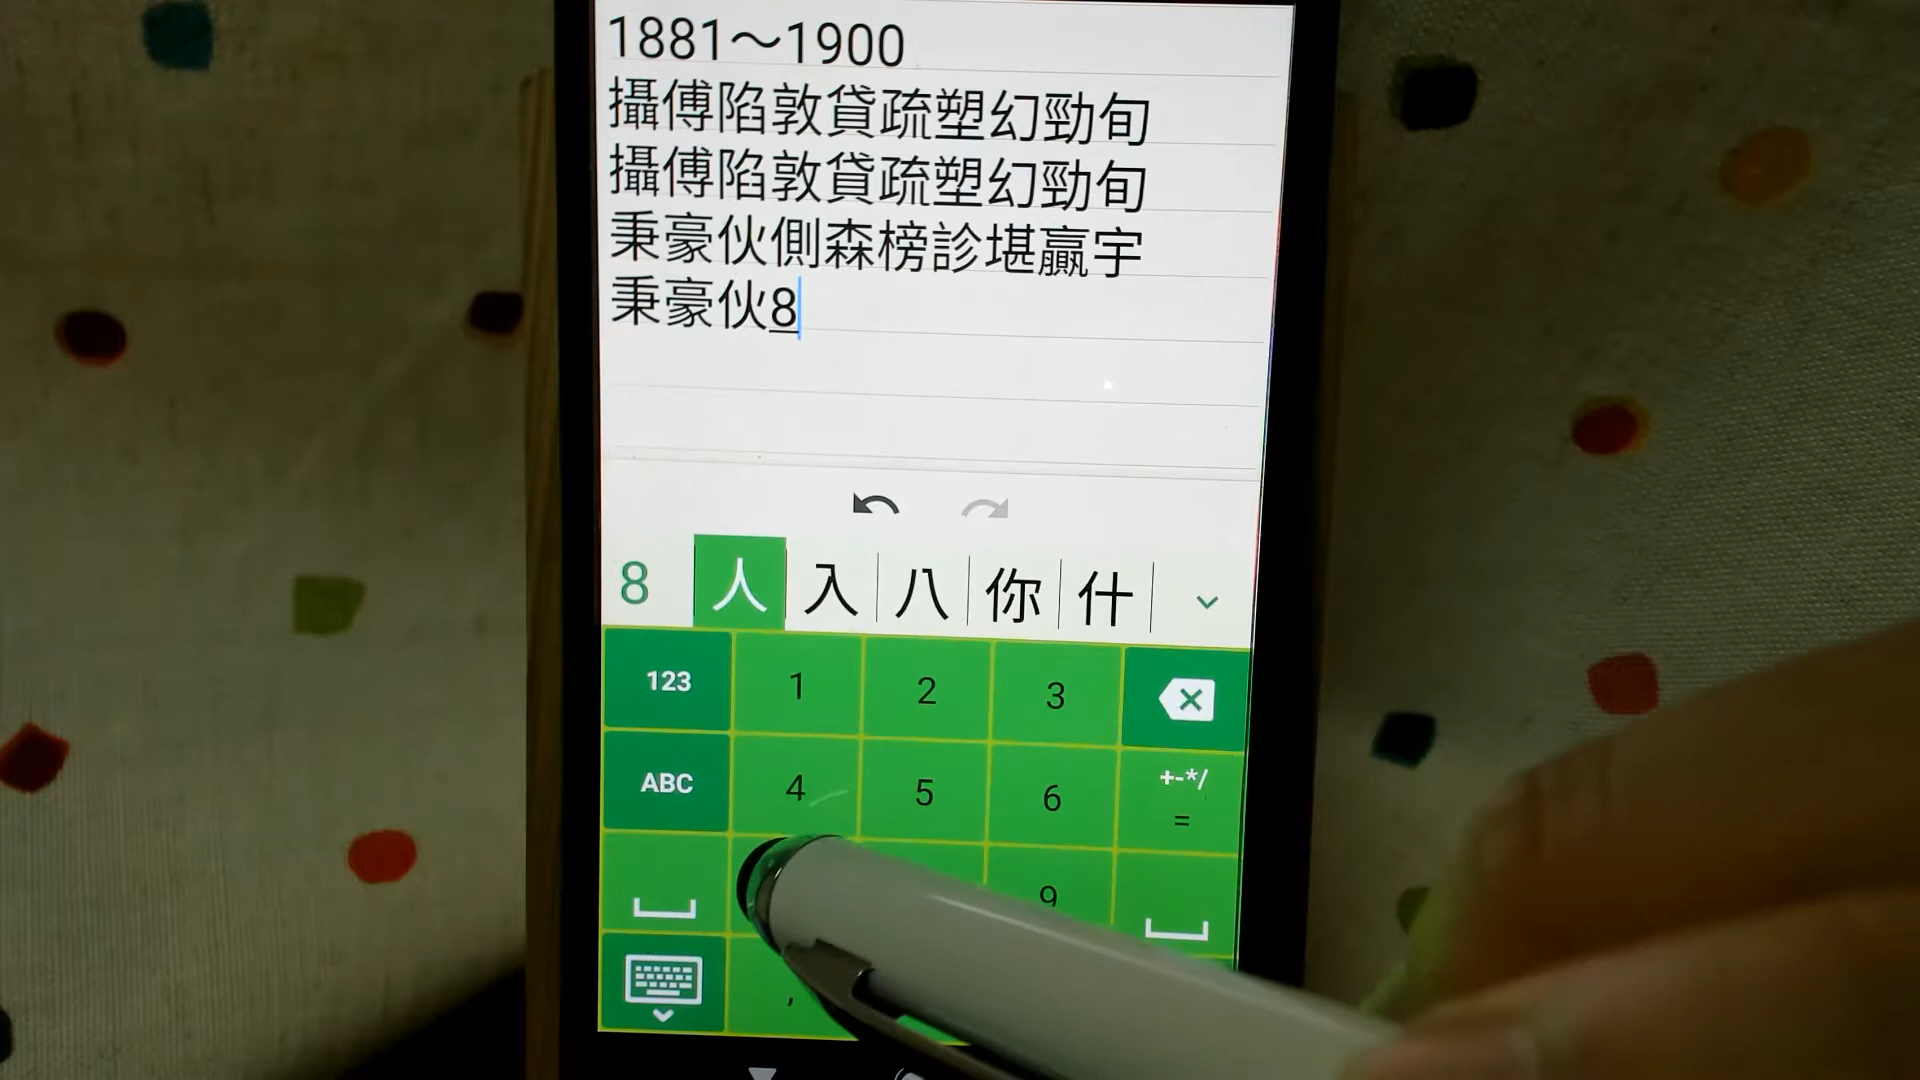 1881～1900
攝傅陷敦貸疏塑幻勁旬
攝傅陷敦貸疏塑幻勁旬
秉豪伙側森榜診堪贏宇
秉豪伙8
8 人 入 八 你 什
123 1 2 3
ABC 4 5 6 +-*/ =
9
,